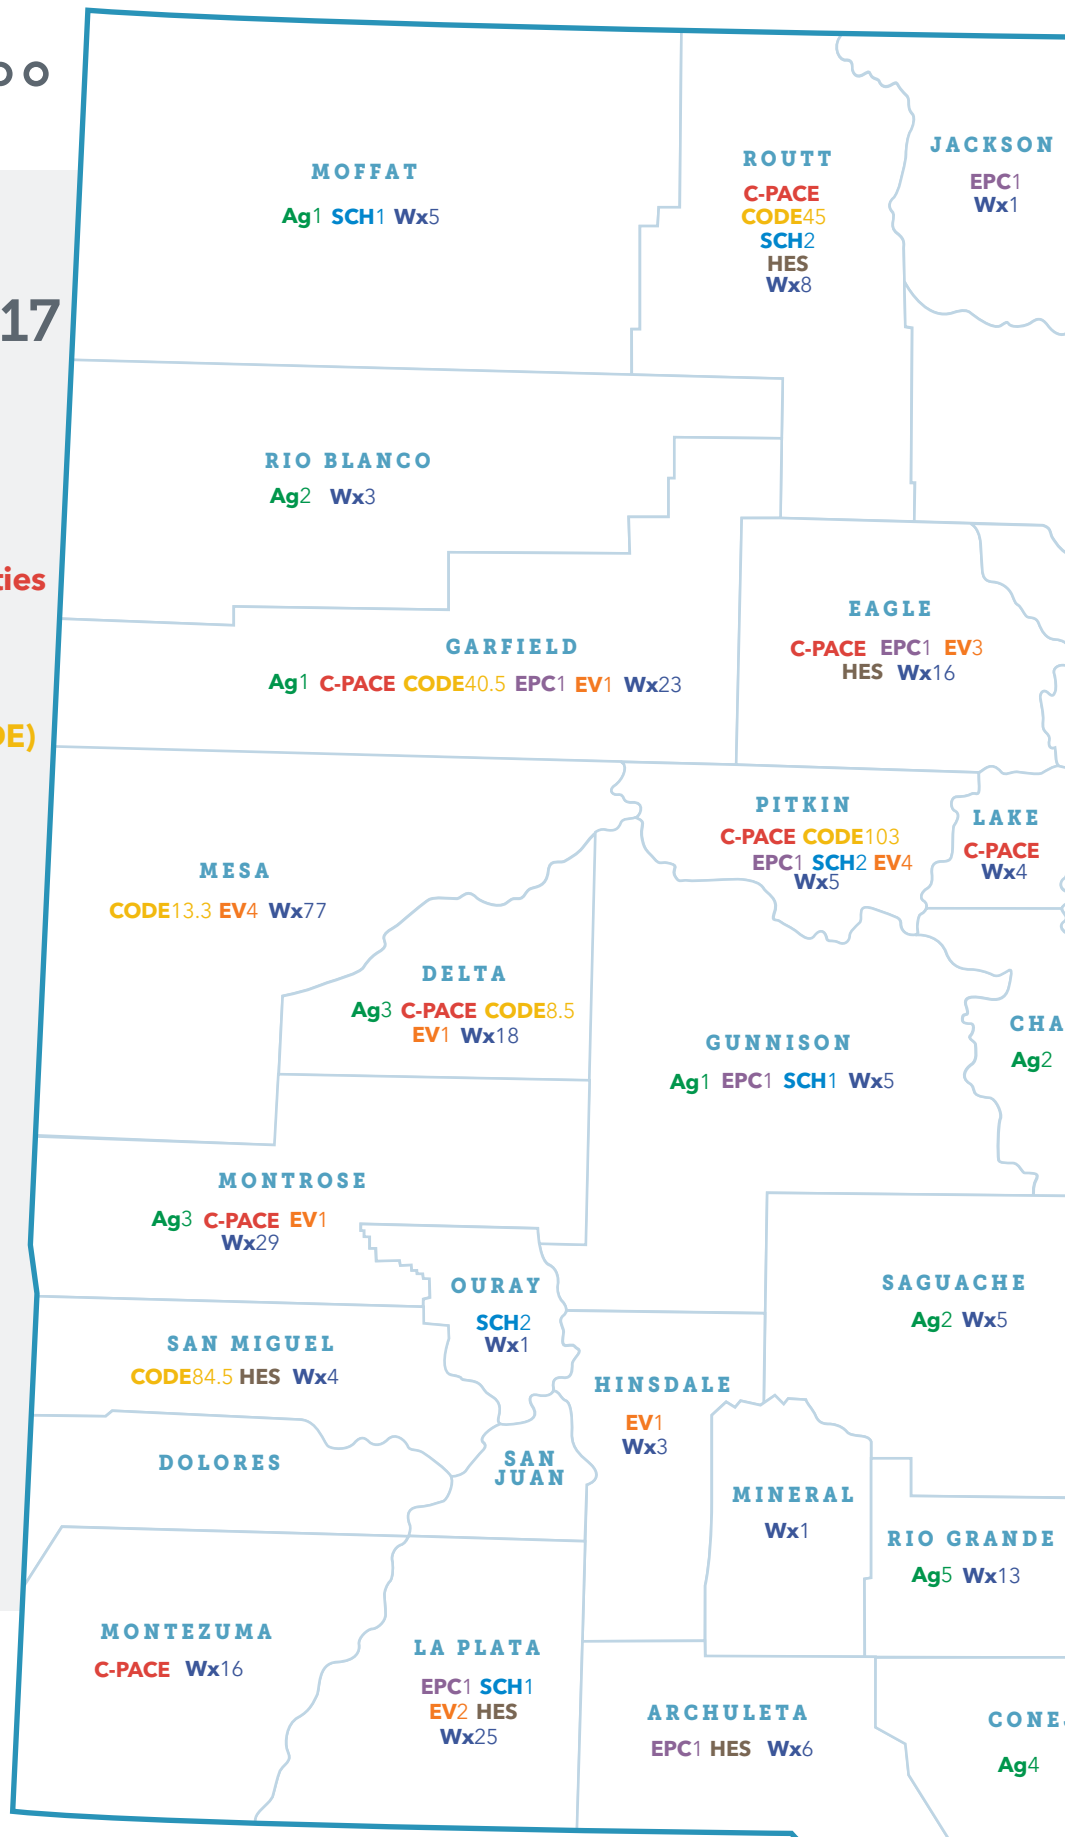 MOFFAT
Ag1 SCH1 Wx5
ROUTT
C-PACE
CODE45
SCH2
HES
Wx8
JACKSON
EPC1
Wx1
17
RIO BLANCO
Ag2 Wx3
ties
GARFIELD
Ag1 C-PACE CODE40.5 EPC1 EV1 Wx23
EAGLE
C-PACE EPC1 EV3
HES Wx16
DE)
PITKIN
C-PACE CODE103
EPC1 SCH2 EV4
Wx5
LAKE
C-PACE
Wx4
MESA
CODE13.3 EV4 Wx77
DELTA
Ag3 C-PACE CODE8.5
EV1 Wx18
GUNNISON
Ag1 EPC1 SCH1 Wx5
CHA
Ag2
MONTROSE
Ag3 C-PACE EV1
Wx29
OURAY
SCH2
Wx1
SAGUACHE
Ag2 Wx5
SAN MIGUEL
CODE84.5 HES Wx4
HINSDALE
EV1
Wx3
DOLORES
SAN
JUAN
MINERAL
Wx1
RIO GRANDE
Ag5 Wx13
MONTEZUMA
C-PACE Wx16
LA PLATA
EPC1 SCH1
EV2 HES
Wx25
ARCHULETA
EPC1 HES Wx6
CONE
Ag4